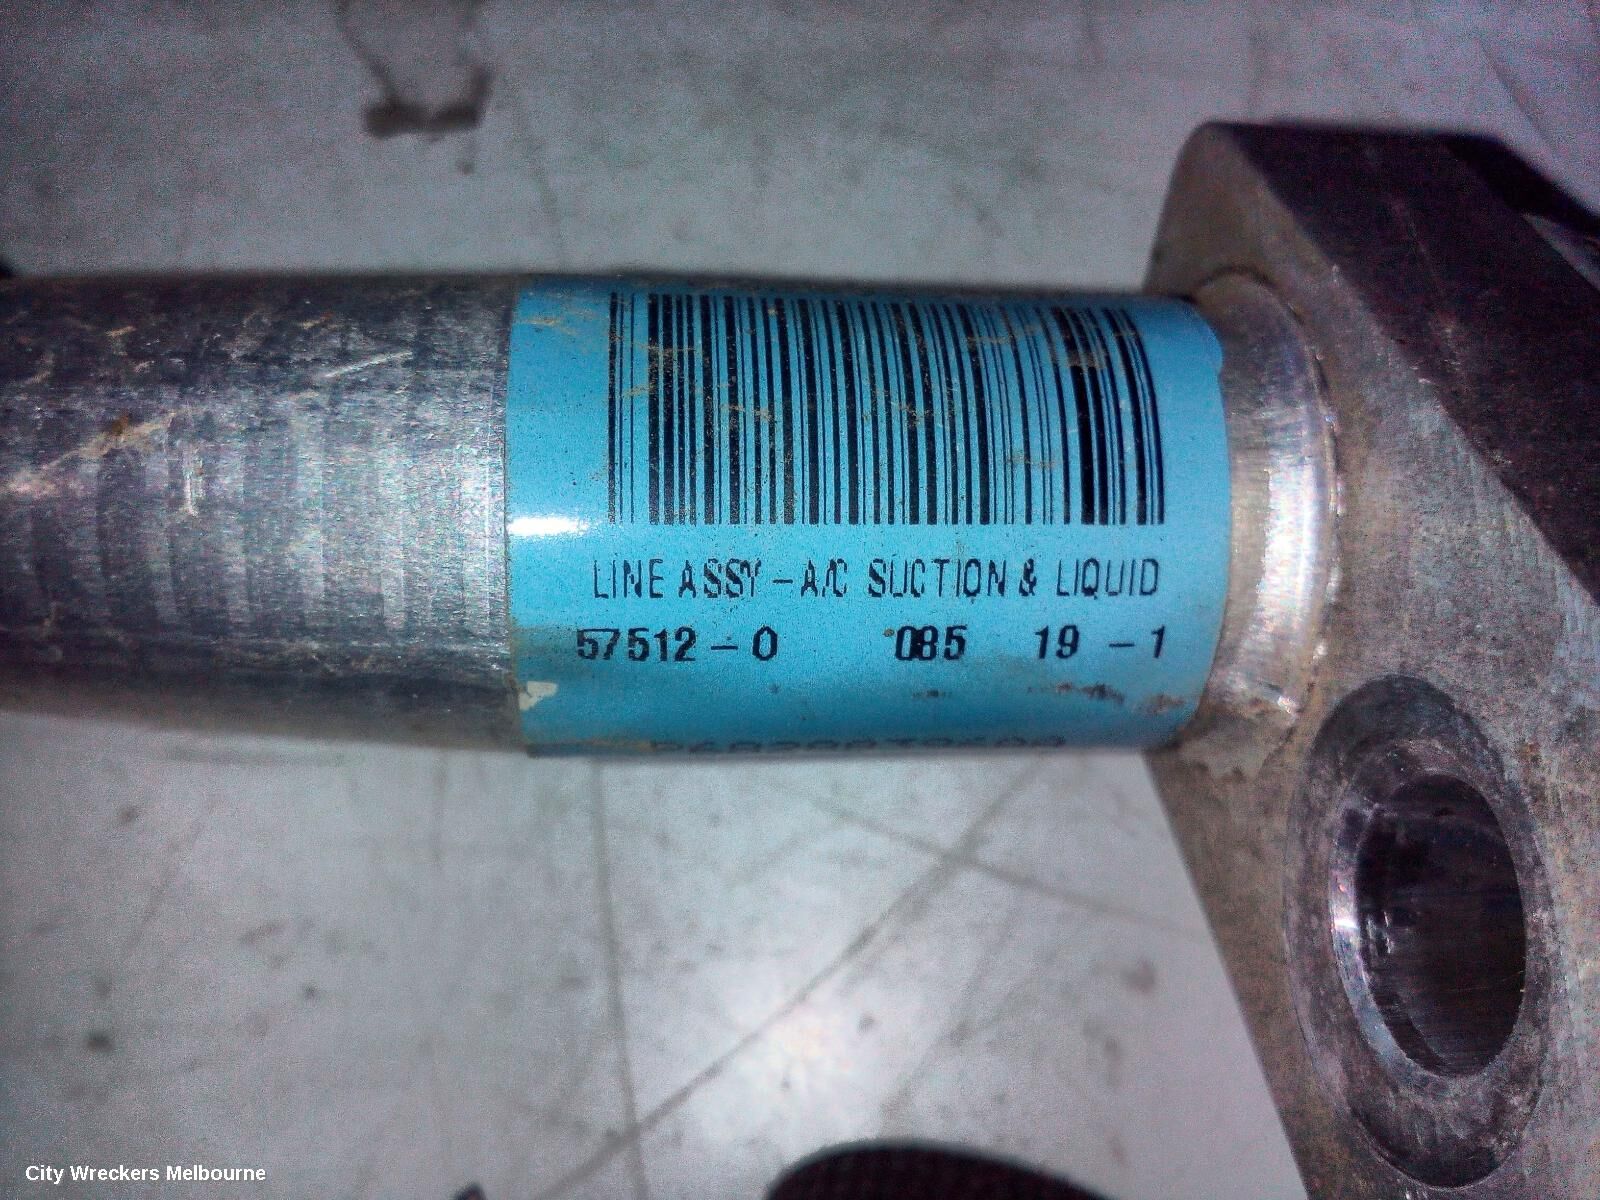 LINE ASSY - A/C SUCTION & LIQUID
57512 - 0 085 19 - 1
City Wreckers Melbourne